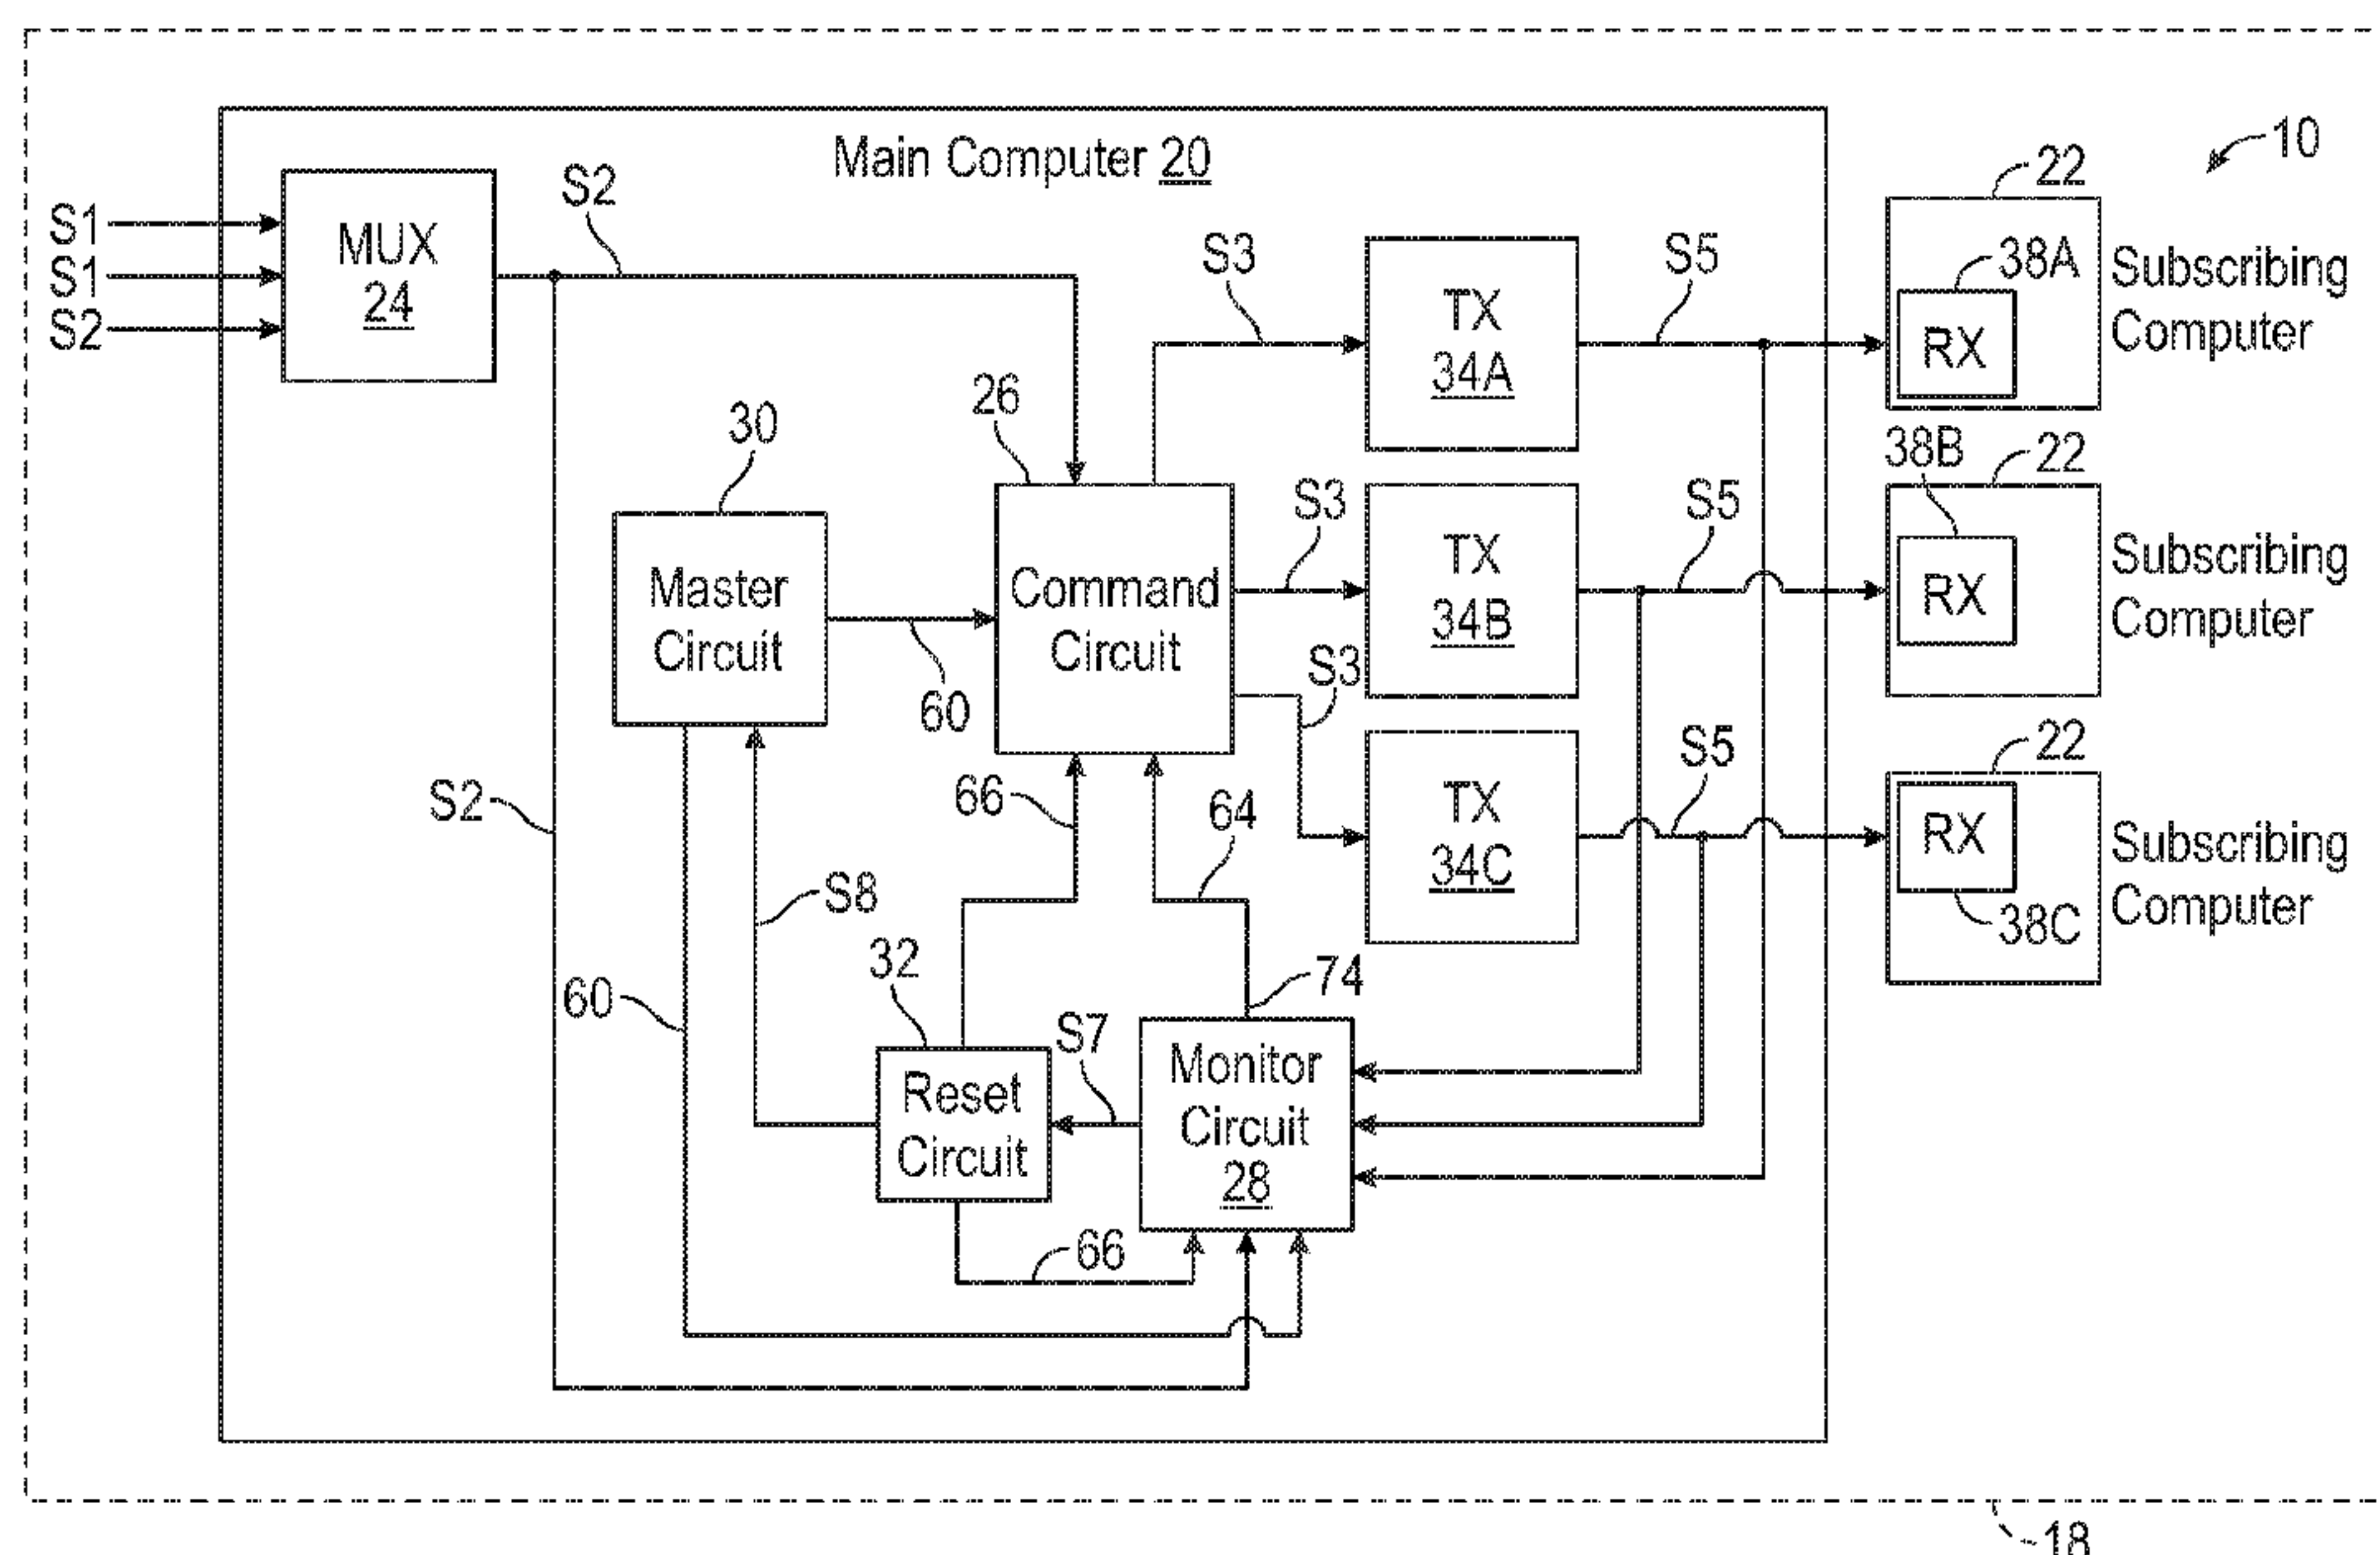 10
Main Computer 20
S1
S1
S2
MUX
24
S2
S3
TX
34A
S5
22
38A
RX
Subscribing
Computer
30
Master
Circuit
60
26
Command
Circuit
S3
TX
34B
S5
38B
22
RX
Subscribing
Computer
S3
TX
34C
S5
22
RX
38C
Subscribing
Computer
S2
66
64
S8
60
32
Reset
Circuit
S7
74
Monitor
Circuit
28
66
18